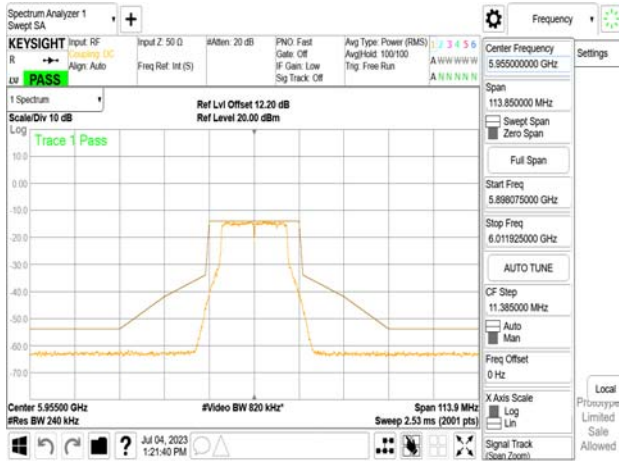 Spectrum Analyzer 1
Swept SA
+
Frequency
KEYSIGHT
R
LXI PASS
Input: RF
Coupling: DC
Align: Auto
Input Z: 50 Ω
Freq Ref: Int (S)
#Atten: 20 dB
PNO: Fast
Gate: Off
IF Gain: Low
Sig Track: Off
Avg Type: Power (RMS)
Avg|Hold: 100/100
Trig: Free Run
1 2 3 4 5 6
A W W W W W
A N N N N N
1 Spectrum
Scale/Div 10 dB
Ref Lvl Offset 12.20 dB
Ref Level 20.00 dBm
Log
Trace 1 Pass
10.0
0.00
-10.0
-20.0
-30.0
-40.0
-50.0
-60.0
-70.0
Center 5.95500 GHz
#Res BW 240 kHz
#Video BW 820 kHz*
Span 113.9 MHz
Sweep 2.53 ms (2001 pts)
Jul 04, 2023
1:21:40 PM
Center Frequency
5.955000000 GHz
Settings
Span
113.850000 MHz
Swept Span
Zero Span
Full Span
Start Freq
5.898075000 GHz
Stop Freq
6.011925000 GHz
AUTO TUNE
CF Step
11.385000 MHz
Auto
Man
Freq Offset
0 Hz
X Axis Scale
Log
Lin
Signal Track
(Span Zoom)
Local
Prototype
Limited
Sale
Allowed